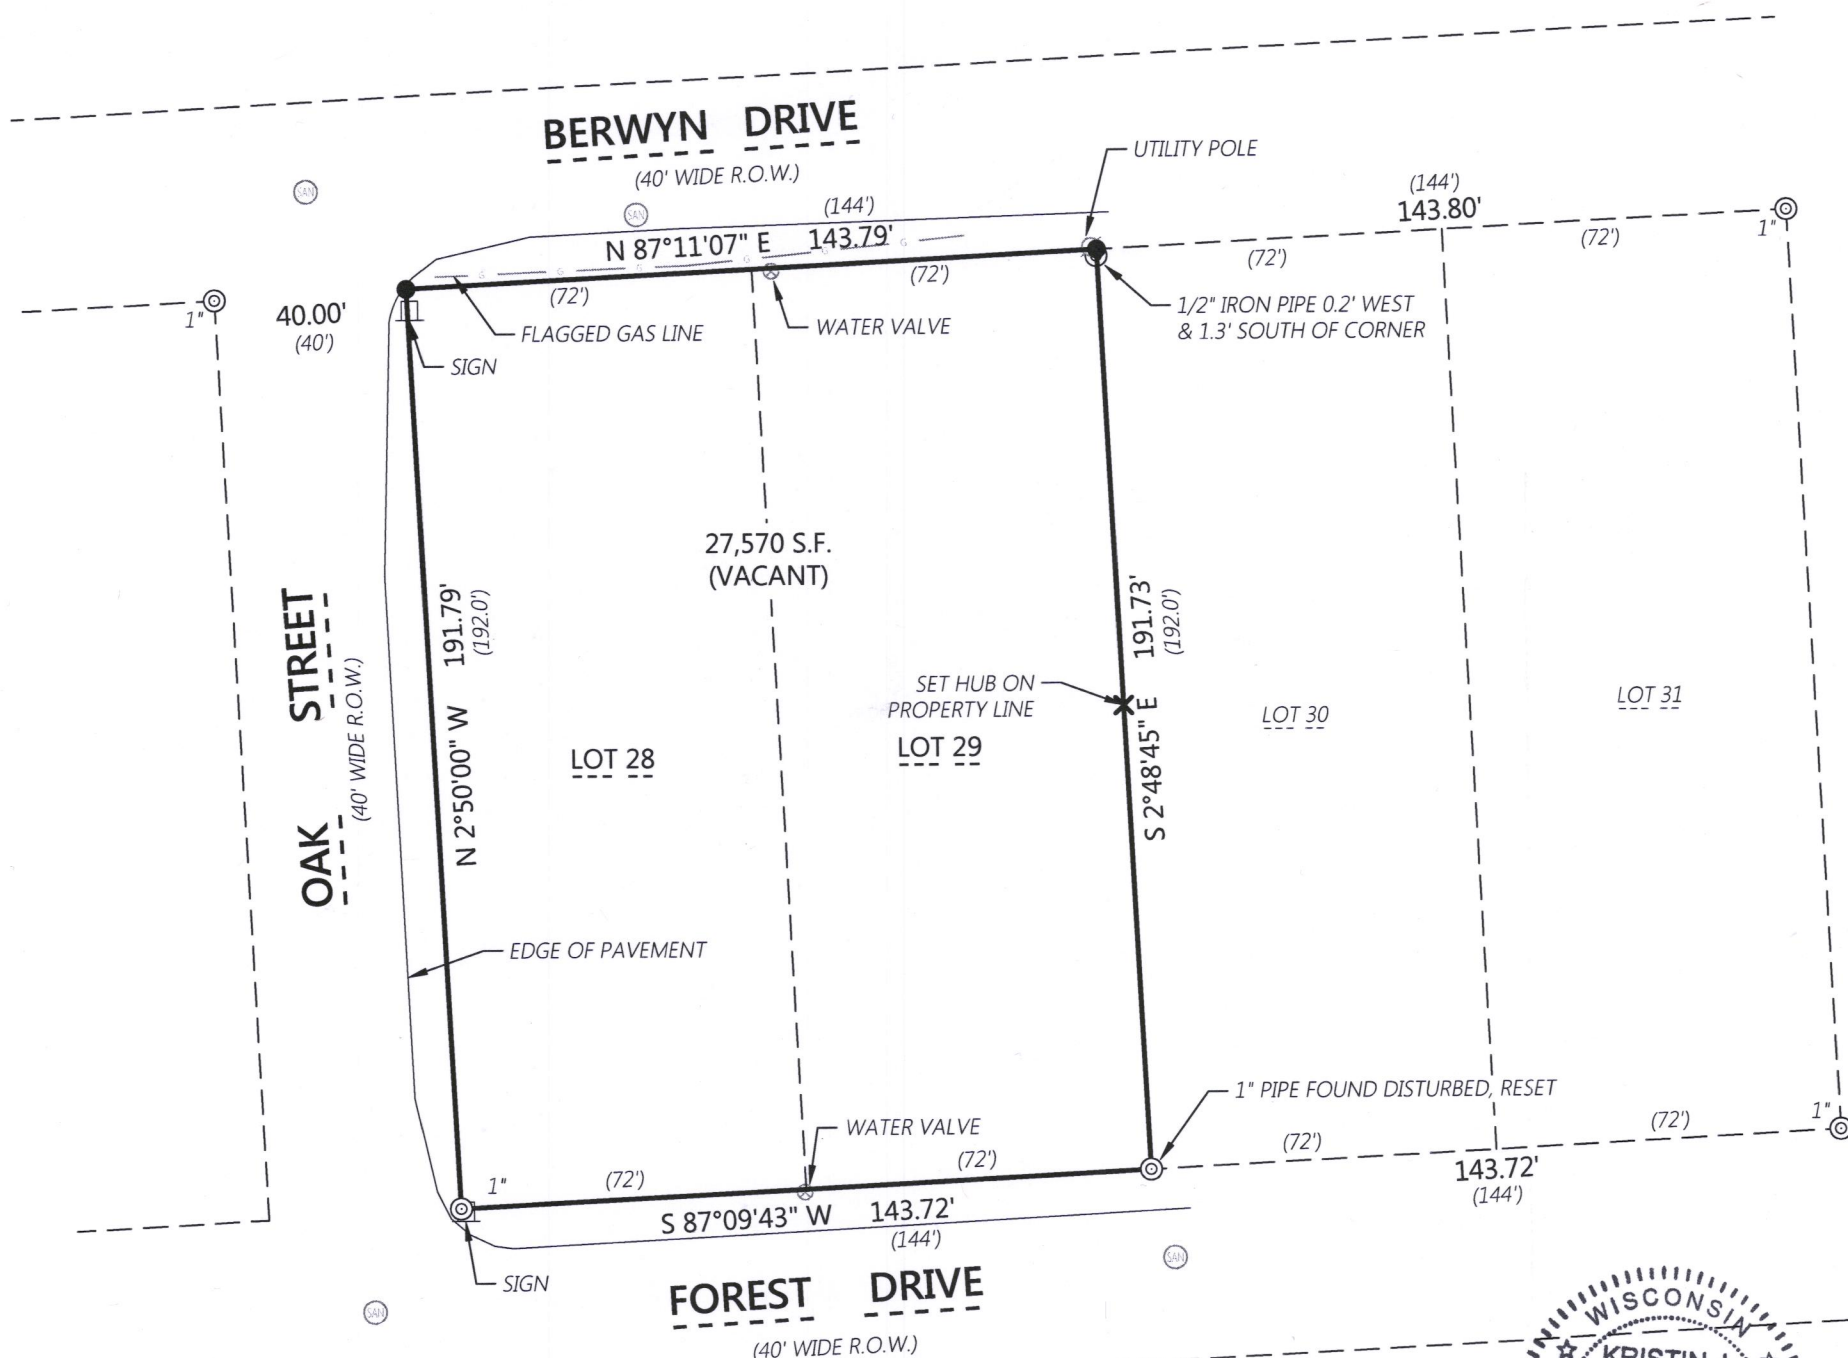 BERWYN DRIVE
(40' WIDE R.O.W.)
UTILITY POLE
SAN
SAN
(144')
N 87°11'07" E 143.79'
G G G G G G
(144')
143.80'
1"
(72')
(72')
(72')
(72')
1"
40.00'
(40')
FLAGGED GAS LINE
SIGN
WATER VALVE
1/2" IRON PIPE 0.2' WEST
& 1.3' SOUTH OF CORNER
27,570 S.F.
(VACANT)
OAK STREET
(40' WIDE R.O.W.)
N 2°50'00" W 191.79'
(192.0')
S 2°48'45" E 191.73'
(192.0')
SET HUB ON
PROPERTY LINE
LOT 28
LOT 29
LOT 30
LOT 31
EDGE OF PAVEMENT
1" PIPE FOUND DISTURBED, RESET
WATER VALVE
1"
(72')
(72')
(72')
(72')
1"
S 87°09'43" W 143.72'
(144')
143.72'
(144')
SIGN
SAN
SAN
FOREST DRIVE
(40' WIDE R.O.W.)
WISCONSIN
KRISTIN